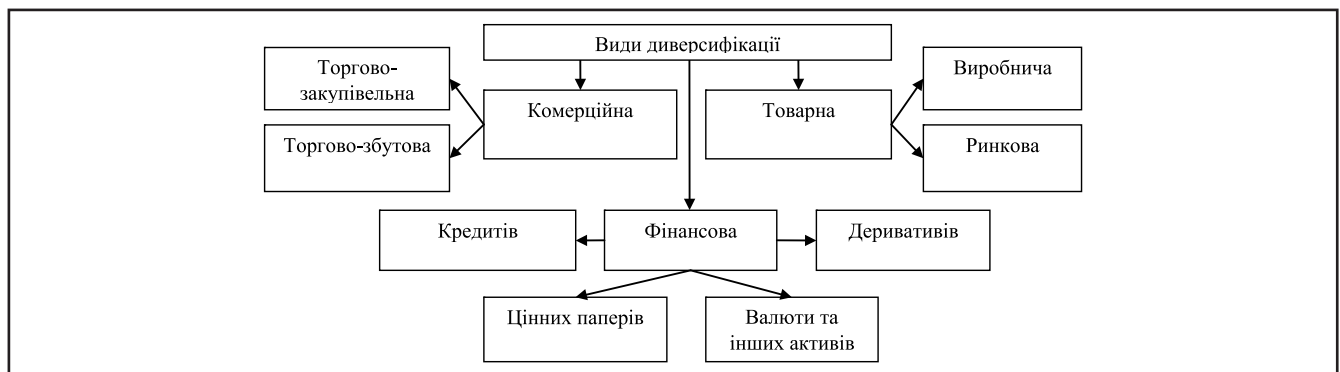 Види диверсифікації
Торгово-
закупівельна
Комерційна
Товарна
Виробнича
Торгово-збутова
Ринкова
Кредитів
Фінансова
Деривативів
Цінних паперів
Валюти та
інших активів